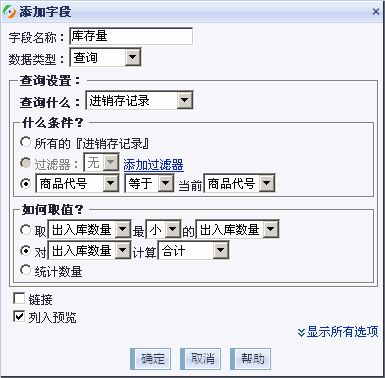 添加字段
字段名称： 库存量
数据类型： 查询
查询设置：
查询什么： 进销存记录
什么条件？
所有的『进销存记录』
过滤器： 无 添加过滤器
商品代号 等于 当前 商品代号
如何取值？
取 出入库数量 最 小 的 出入库数量
对 出入库数量 计算 合计
统计数量
链接
列入预览
显示所有选项
确定 取消 帮助